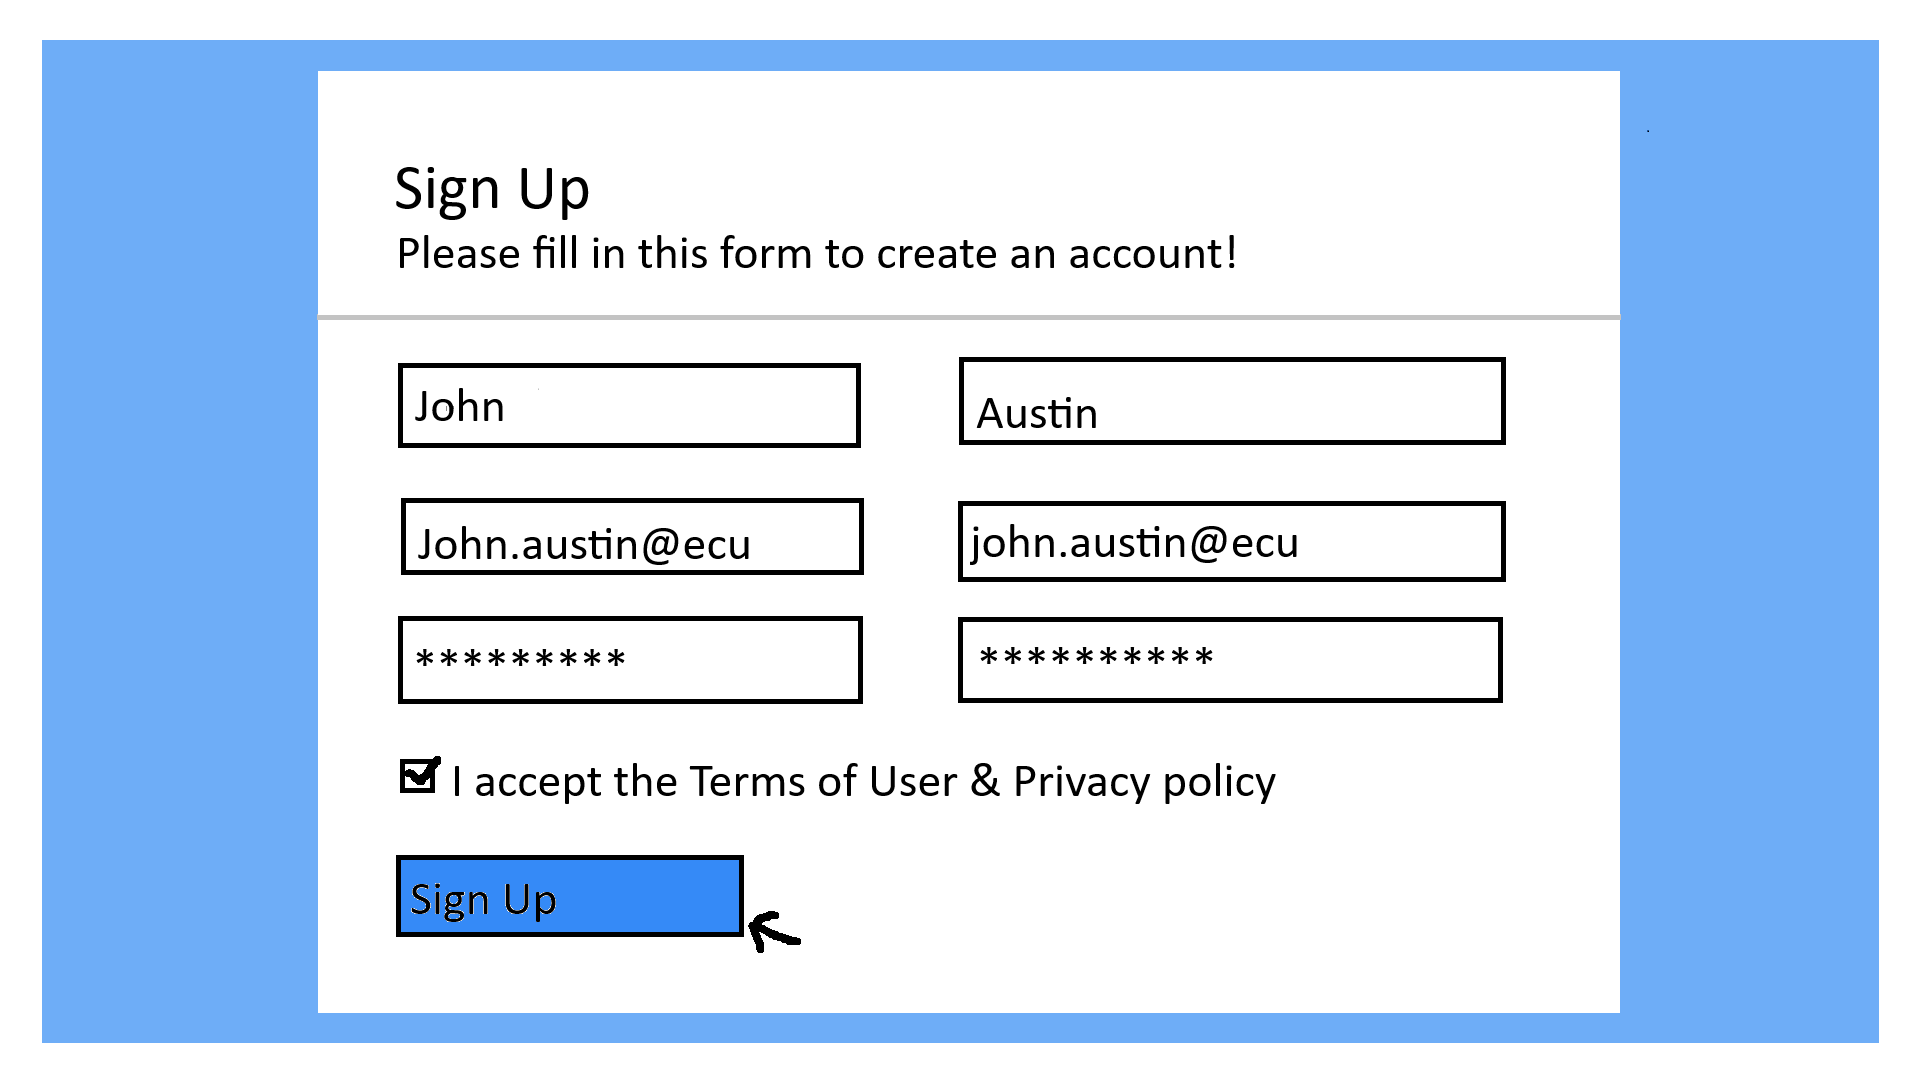 Sign Up
Please fill in this form to create an account!
John
Austin
John.austin@ecu
john.austin@ecu
*********
**********
I accept the Terms of User & Privacy policy
Sign Up